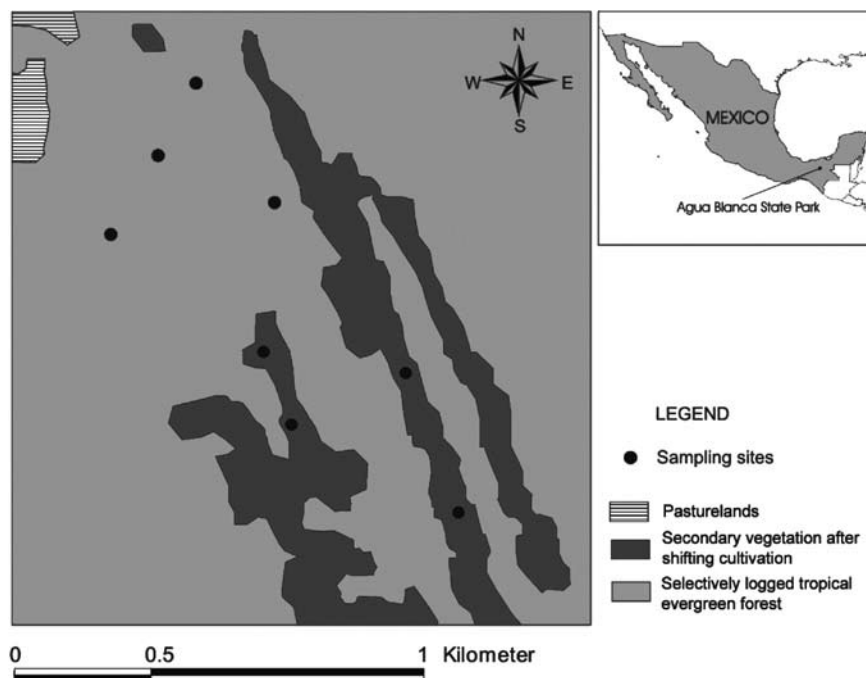 N
W
E
S
MEXICO
Agua Blanca State Park
LEGEND
Sampling sites
Pasturelands
Secondary vegetation after
shifting cultivation
Selectively logged tropical
evergreen forest
0 0.5 1 Kilometer